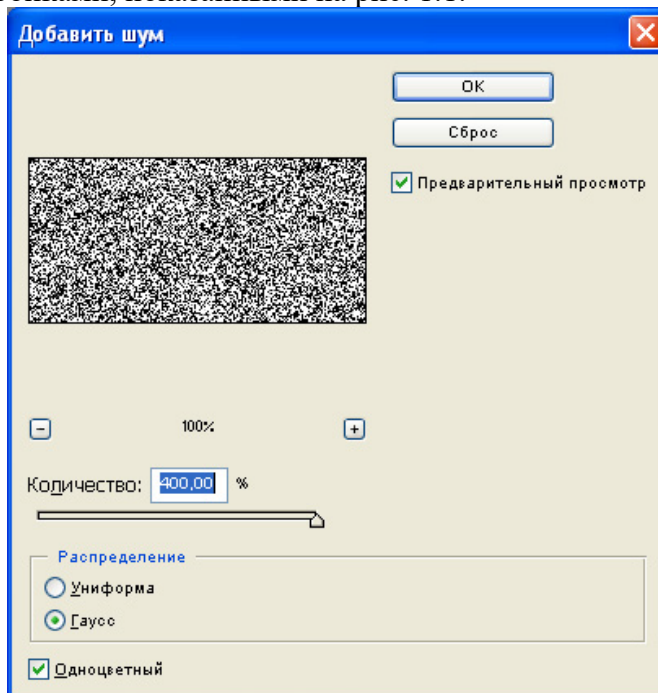 Добавить шум
OK
Сброс
Предварительный просмотр
100%
Количество: 400,00 %
Распределение
Униформа
Гаусс
Одноцветный